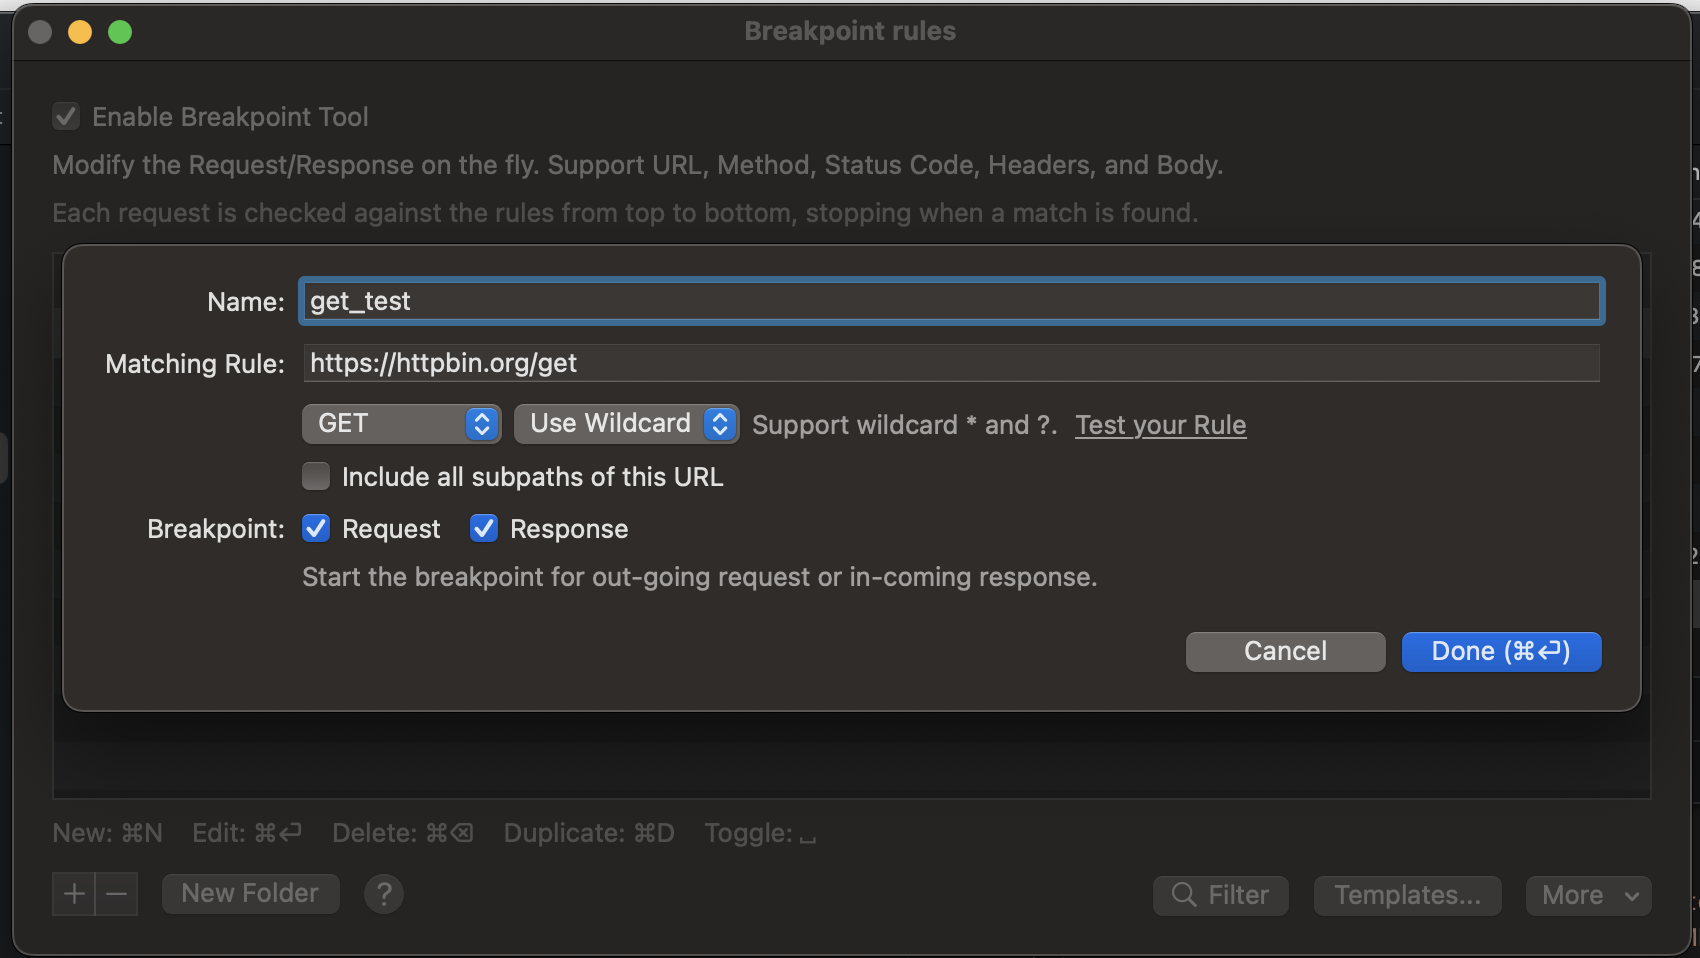 Breakpoint rules
Enable Breakpoint Tool
Modify the Request/Response on the fly. Support URL, Method, Status Code, Headers, and Body.
Each request is checked against the rules from top to bottom, stopping when a match is found.
Name: get_test
Matching Rule: https://httpbin.org/get
GET Use Wildcard Support wildcard * and ?. Test your Rule
Include all subpaths of this URL
Breakpoint: Request Response
Start the breakpoint for out-going request or in-coming response.
Cancel Done (⌘⏎)
New: ⌘N Edit: ⌘⏎ Delete: ⌘⌫ Duplicate: ⌘D Toggle: ⎵
+ − New Folder ? Filter Templates... More